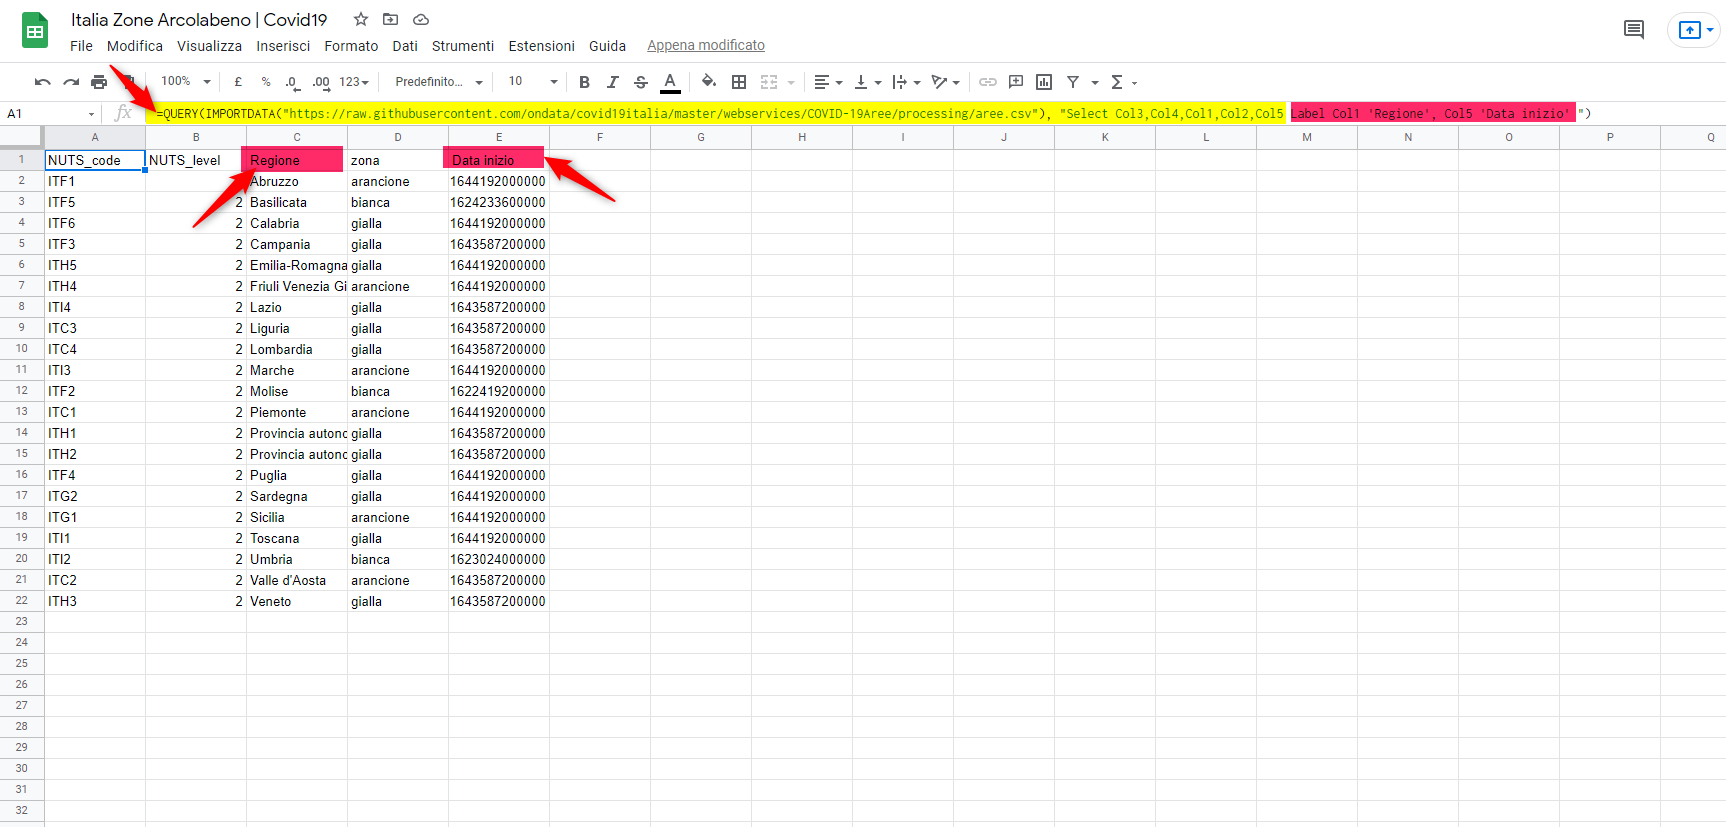 Italia Zone Arcolabeno | Covid19
File Modifica Visualizza Inserisci Formato Dati Strumenti Estensioni Guida Appena modificato
100% £ % .0 .00 123 Predefinito... 10 B I S A Σ
A1 fx =QUERY(IMPORTDATA("https://raw.githubusercontent.com/ondata/covid19italia/master/webservices/COVID-19Aree/processing/aree.csv"), "Select Col3,Col4,Col1,Col2,Col5 Label Col1 'Regione', Col5 'Data inizio' ")
A B C D E F G H I J K L M N O P Q
1 NUTS_code NUTS_level Regione zona Data inizio
2 ITF1 Abruzzo arancione 1644192000000
3 ITF5 2 Basilicata bianca 1624233600000
4 ITF6 2 Calabria gialla 1644192000000
5 ITF3 2 Campania gialla 1643587200000
6 ITH5 2 Emilia-Romagna gialla 1644192000000
7 ITH4 2 Friuli Venezia Gi arancione 1644192000000
8 ITI4 2 Lazio gialla 1643587200000
9 ITC3 2 Liguria gialla 1643587200000
10 ITC4 2 Lombardia gialla 1643587200000
11 ITI3 2 Marche arancione 1644192000000
12 ITF2 2 Molise bianca 1622419200000
13 ITC1 2 Piemonte arancione 1644192000000
14 ITH1 2 Provincia autonc gialla 1643587200000
15 ITH2 2 Provincia autonc gialla 1643587200000
16 ITF4 2 Puglia gialla 1644192000000
17 ITG2 2 Sardegna gialla 1644192000000
18 ITG1 2 Sicilia arancione 1644192000000
19 ITI1 2 Toscana gialla 1644192000000
20 ITI2 2 Umbria bianca 1623024000000
21 ITC2 2 Valle d'Aosta arancione 1643587200000
22 ITH3 2 Veneto gialla 1643587200000
23
24
25
26
27
28
29
30
31
32